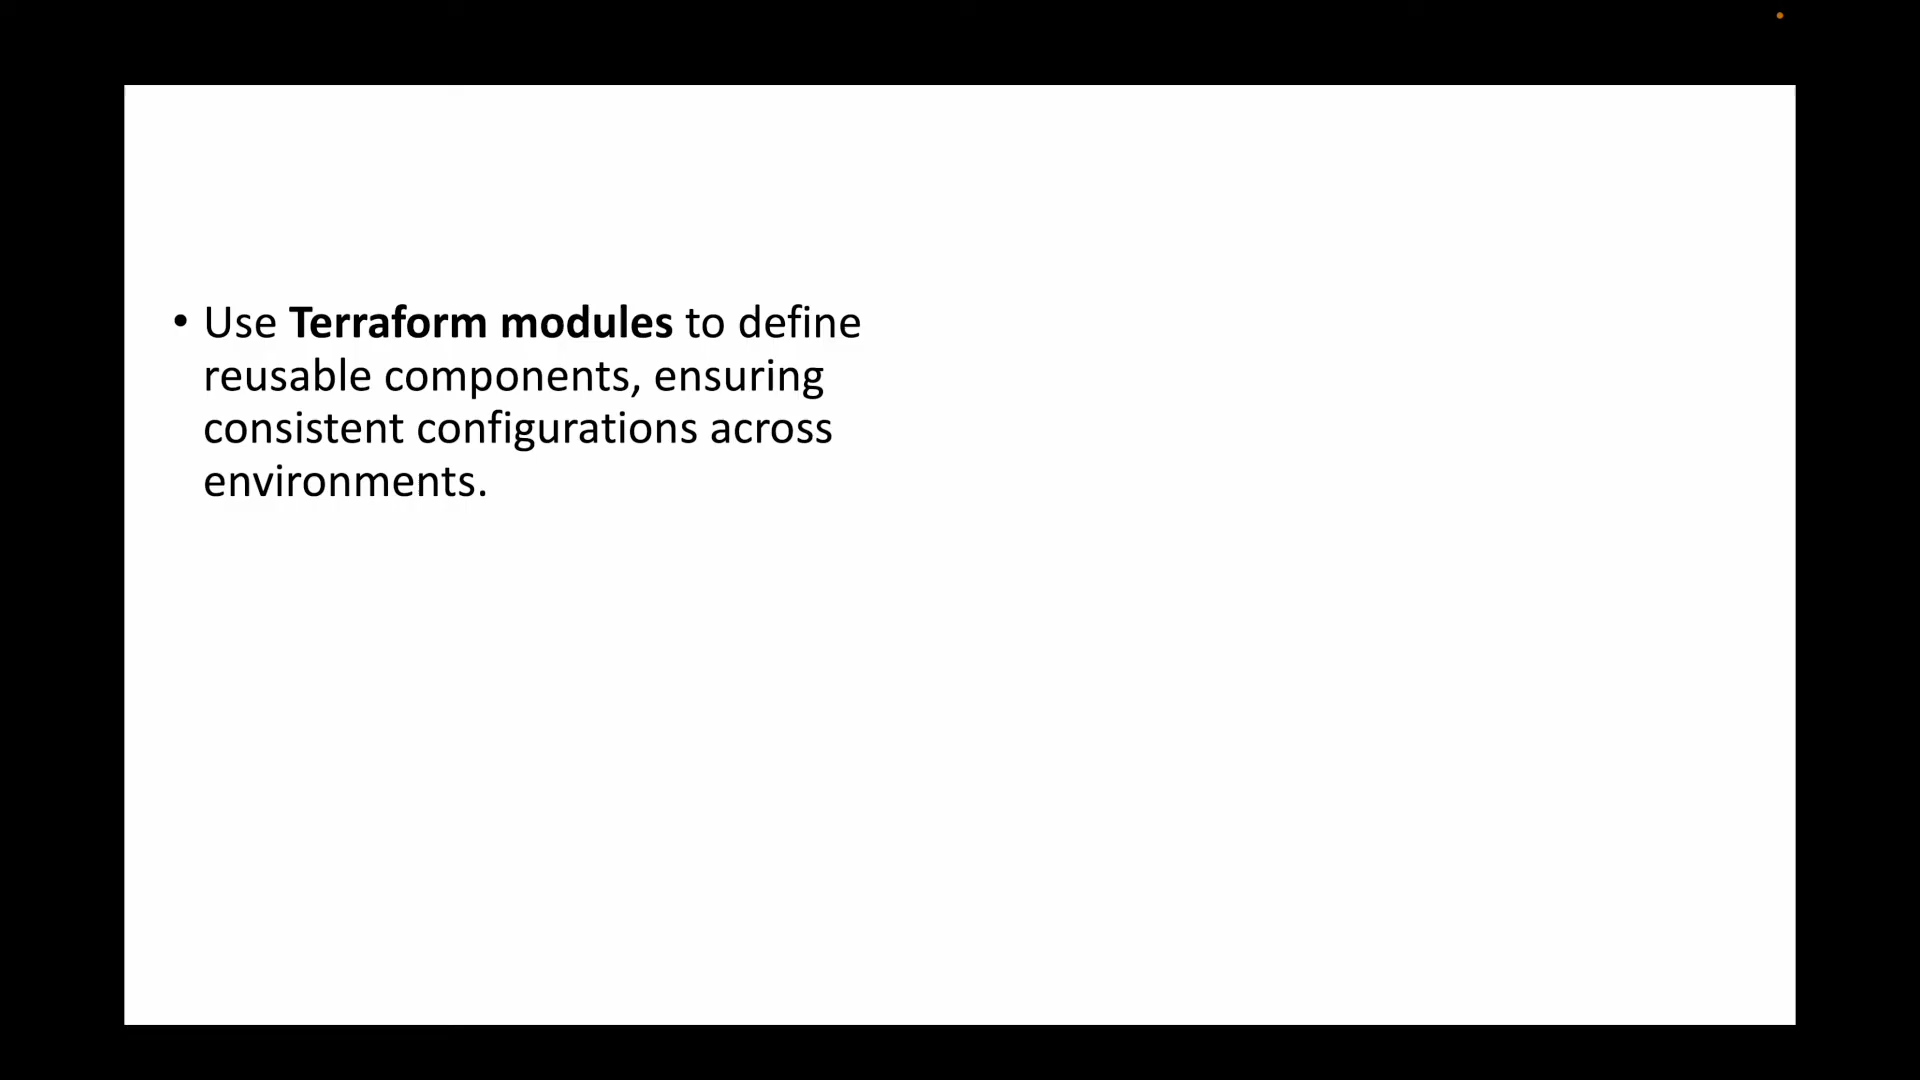 • Use Terraform modules to define
reusable components, ensuring
consistent configurations across
environments.